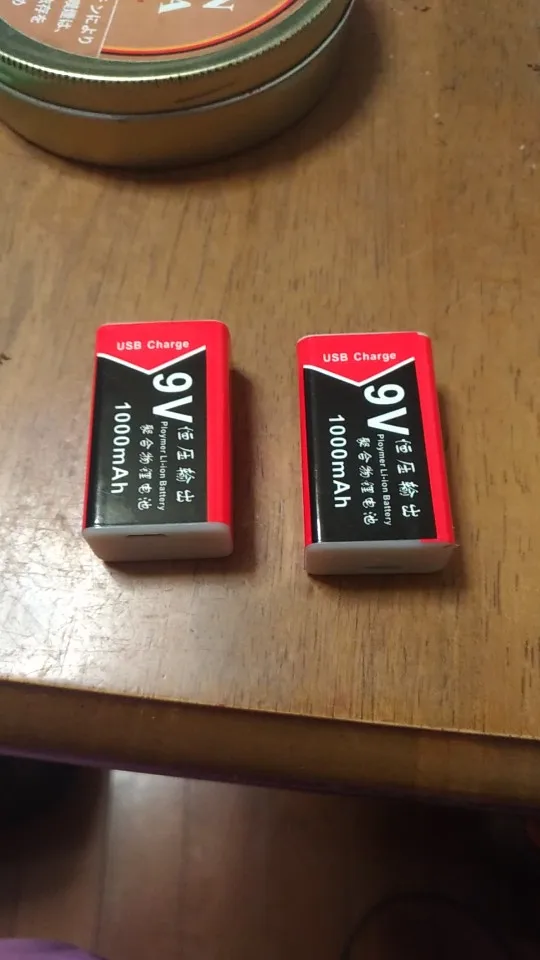 USB Charge
9V
恒压输出
Ploymer Li-ion Battery
聚合物锂电池
1000mAh
USB Charge
9V
恒压输出
Ploymer Li-ion Battery
聚合物锂电池
1000mAh